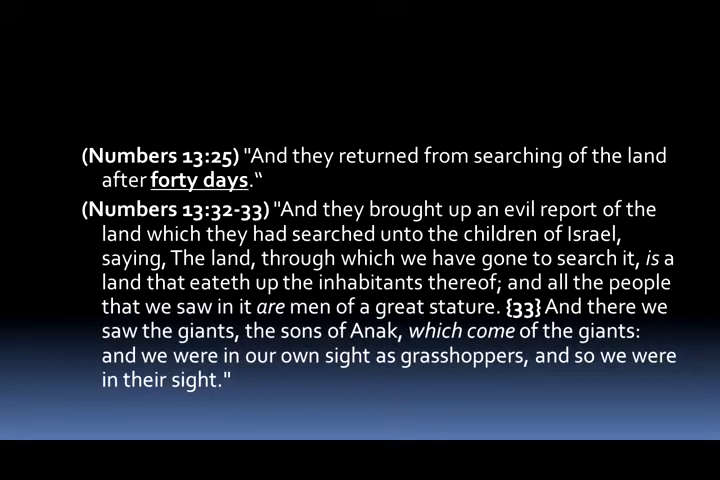 (Numbers 13:25) "And they returned from searching of the land
after forty days.“
(Numbers 13:32-33) "And they brought up an evil report of the
land which they had searched unto the children of Israel,
saying, The land, through which we have gone to search it, is a
land that eateth up the inhabitants thereof; and all the people
that we saw in it are men of a great stature. {33} And there we
saw the giants, the sons of Anak, which come of the giants:
and we were in our own sight as grasshoppers, and so we were
in their sight."